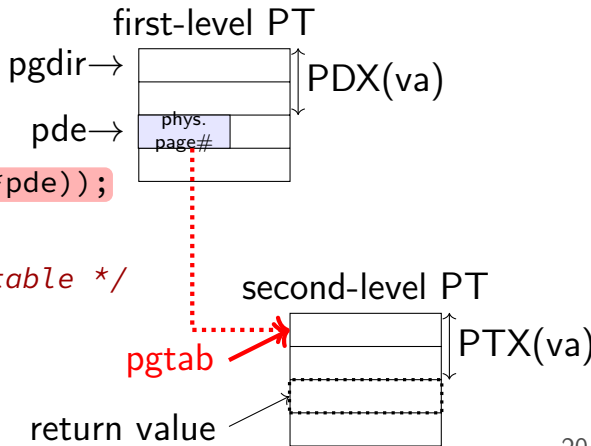 first-level PT
pgdir→
PDX(va)
pde→
phys.
page#
pde));
table */
second-level PT
PTX(va)
pgtab
return value